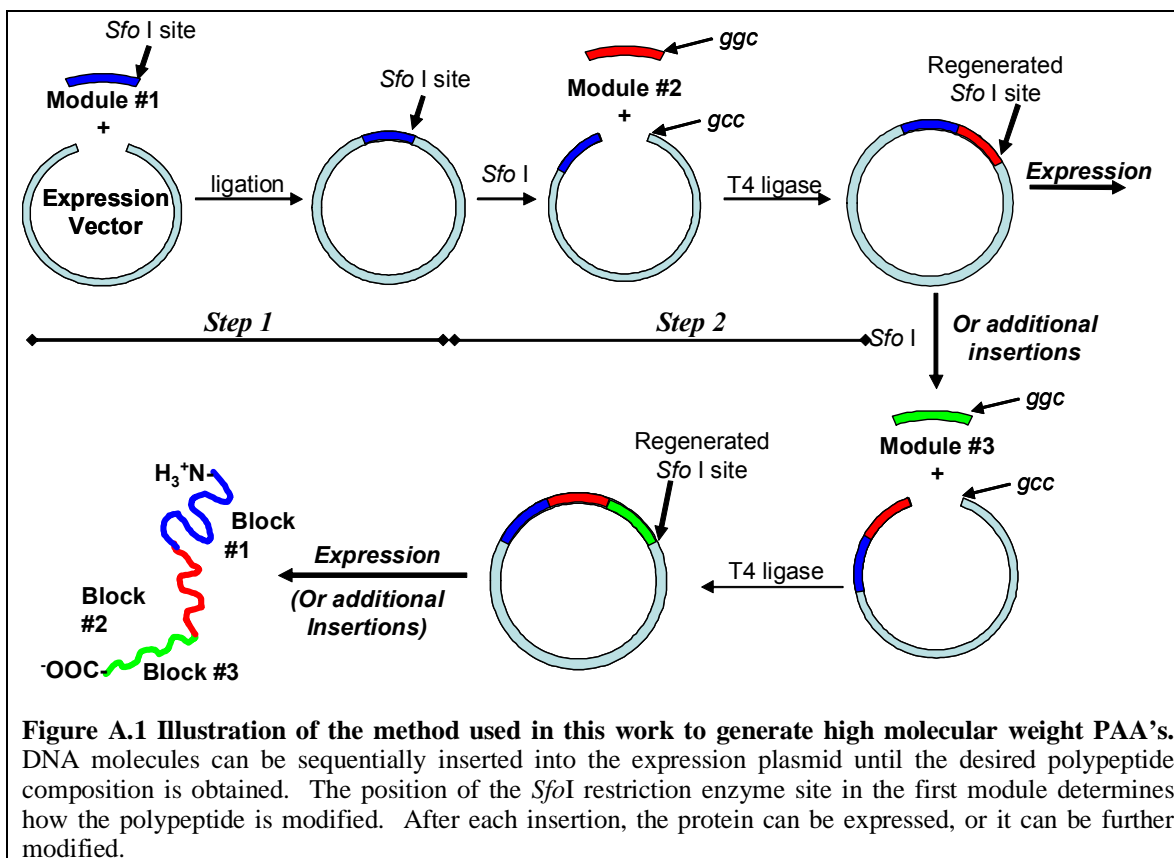 Sfo I site
Module #1
+
Expression
Vector
ligation
Sfo I site
Sfo I
ggc
Module #2
+
gcc
T4 ligase
Regenerated
Sfo I site
Expression
Step 1
Step 2
Sfo I
Or additional
insertions
ggc
Module #3
+
gcc
T4 ligase
Regenerated
Sfo I site
Expression
(Or additional
Insertions)
H₃⁺N-
Block
#1
Block
#2
⁻OOC-
Block #3
Figure A.1 Illustration of the method used in this work to generate high molecular weight PAA's.
DNA molecules can be sequentially inserted into the expression plasmid until the desired polypeptide
composition is obtained. The position of the SfoI restriction enzyme site in the first module determines
how the polypeptide is modified. After each insertion, the protein can be expressed, or it can be further
modified.